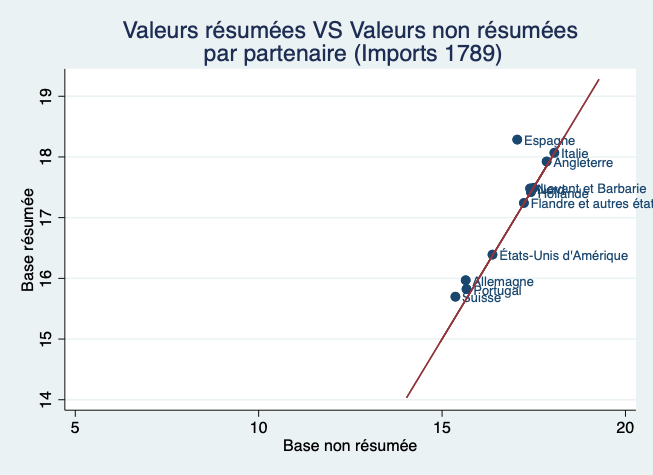 Valeurs résumées VS Valeurs non résumées
par partenaire (Imports 1789)
Base résumée
19
18
17
16
15
14
Espagne
Italie
Angleterre
Levant et Barbarie
Hollande
Flandre et autres état
États-Unis d'Amérique
Allemagne
Portugal
Suisse
5
10
15
20
Base non résumée